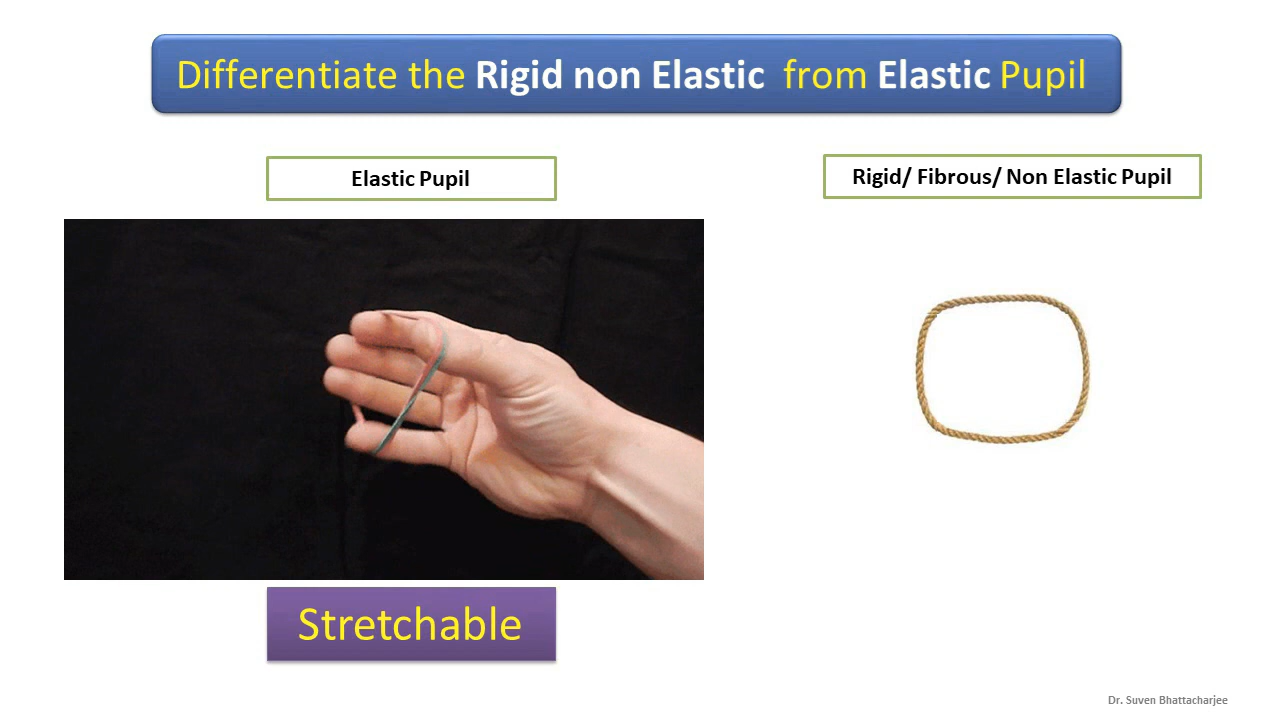 Differentiate the Rigid non Elastic from Elastic Pupil
Elastic Pupil
Rigid/ Fibrous/ Non Elastic Pupil
Stretchable
Dr. Suven Bhattacharjee